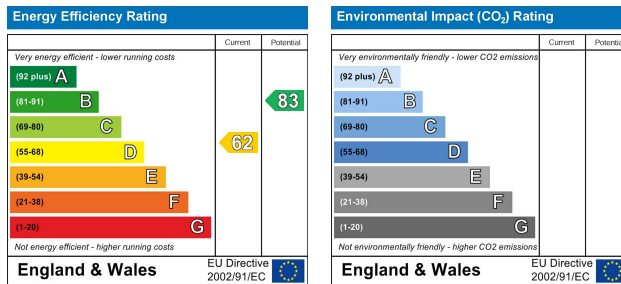 Energy Efficiency Rating
Current Potential
Very energy efficient - lower running costs
(92 plus) A
(81-91) B
83
(69-80) C
(55-68) D
62
(39-54) E
(21-38) F
(1-20) G
Not energy efficient - higher running costs
England & Wales
EU Directive
2002/91/EC
Environmental Impact (CO₂) Rating
Current Potential
Very environmentally friendly - lower CO2 emissions
(92 plus) A
(81-91) B
(69-80) C
(55-68) D
(39-54) E
(21-38) F
(1-20) G
Not environmentally friendly - higher CO2 emissions
England & Wales
EU Directive
2002/91/EC